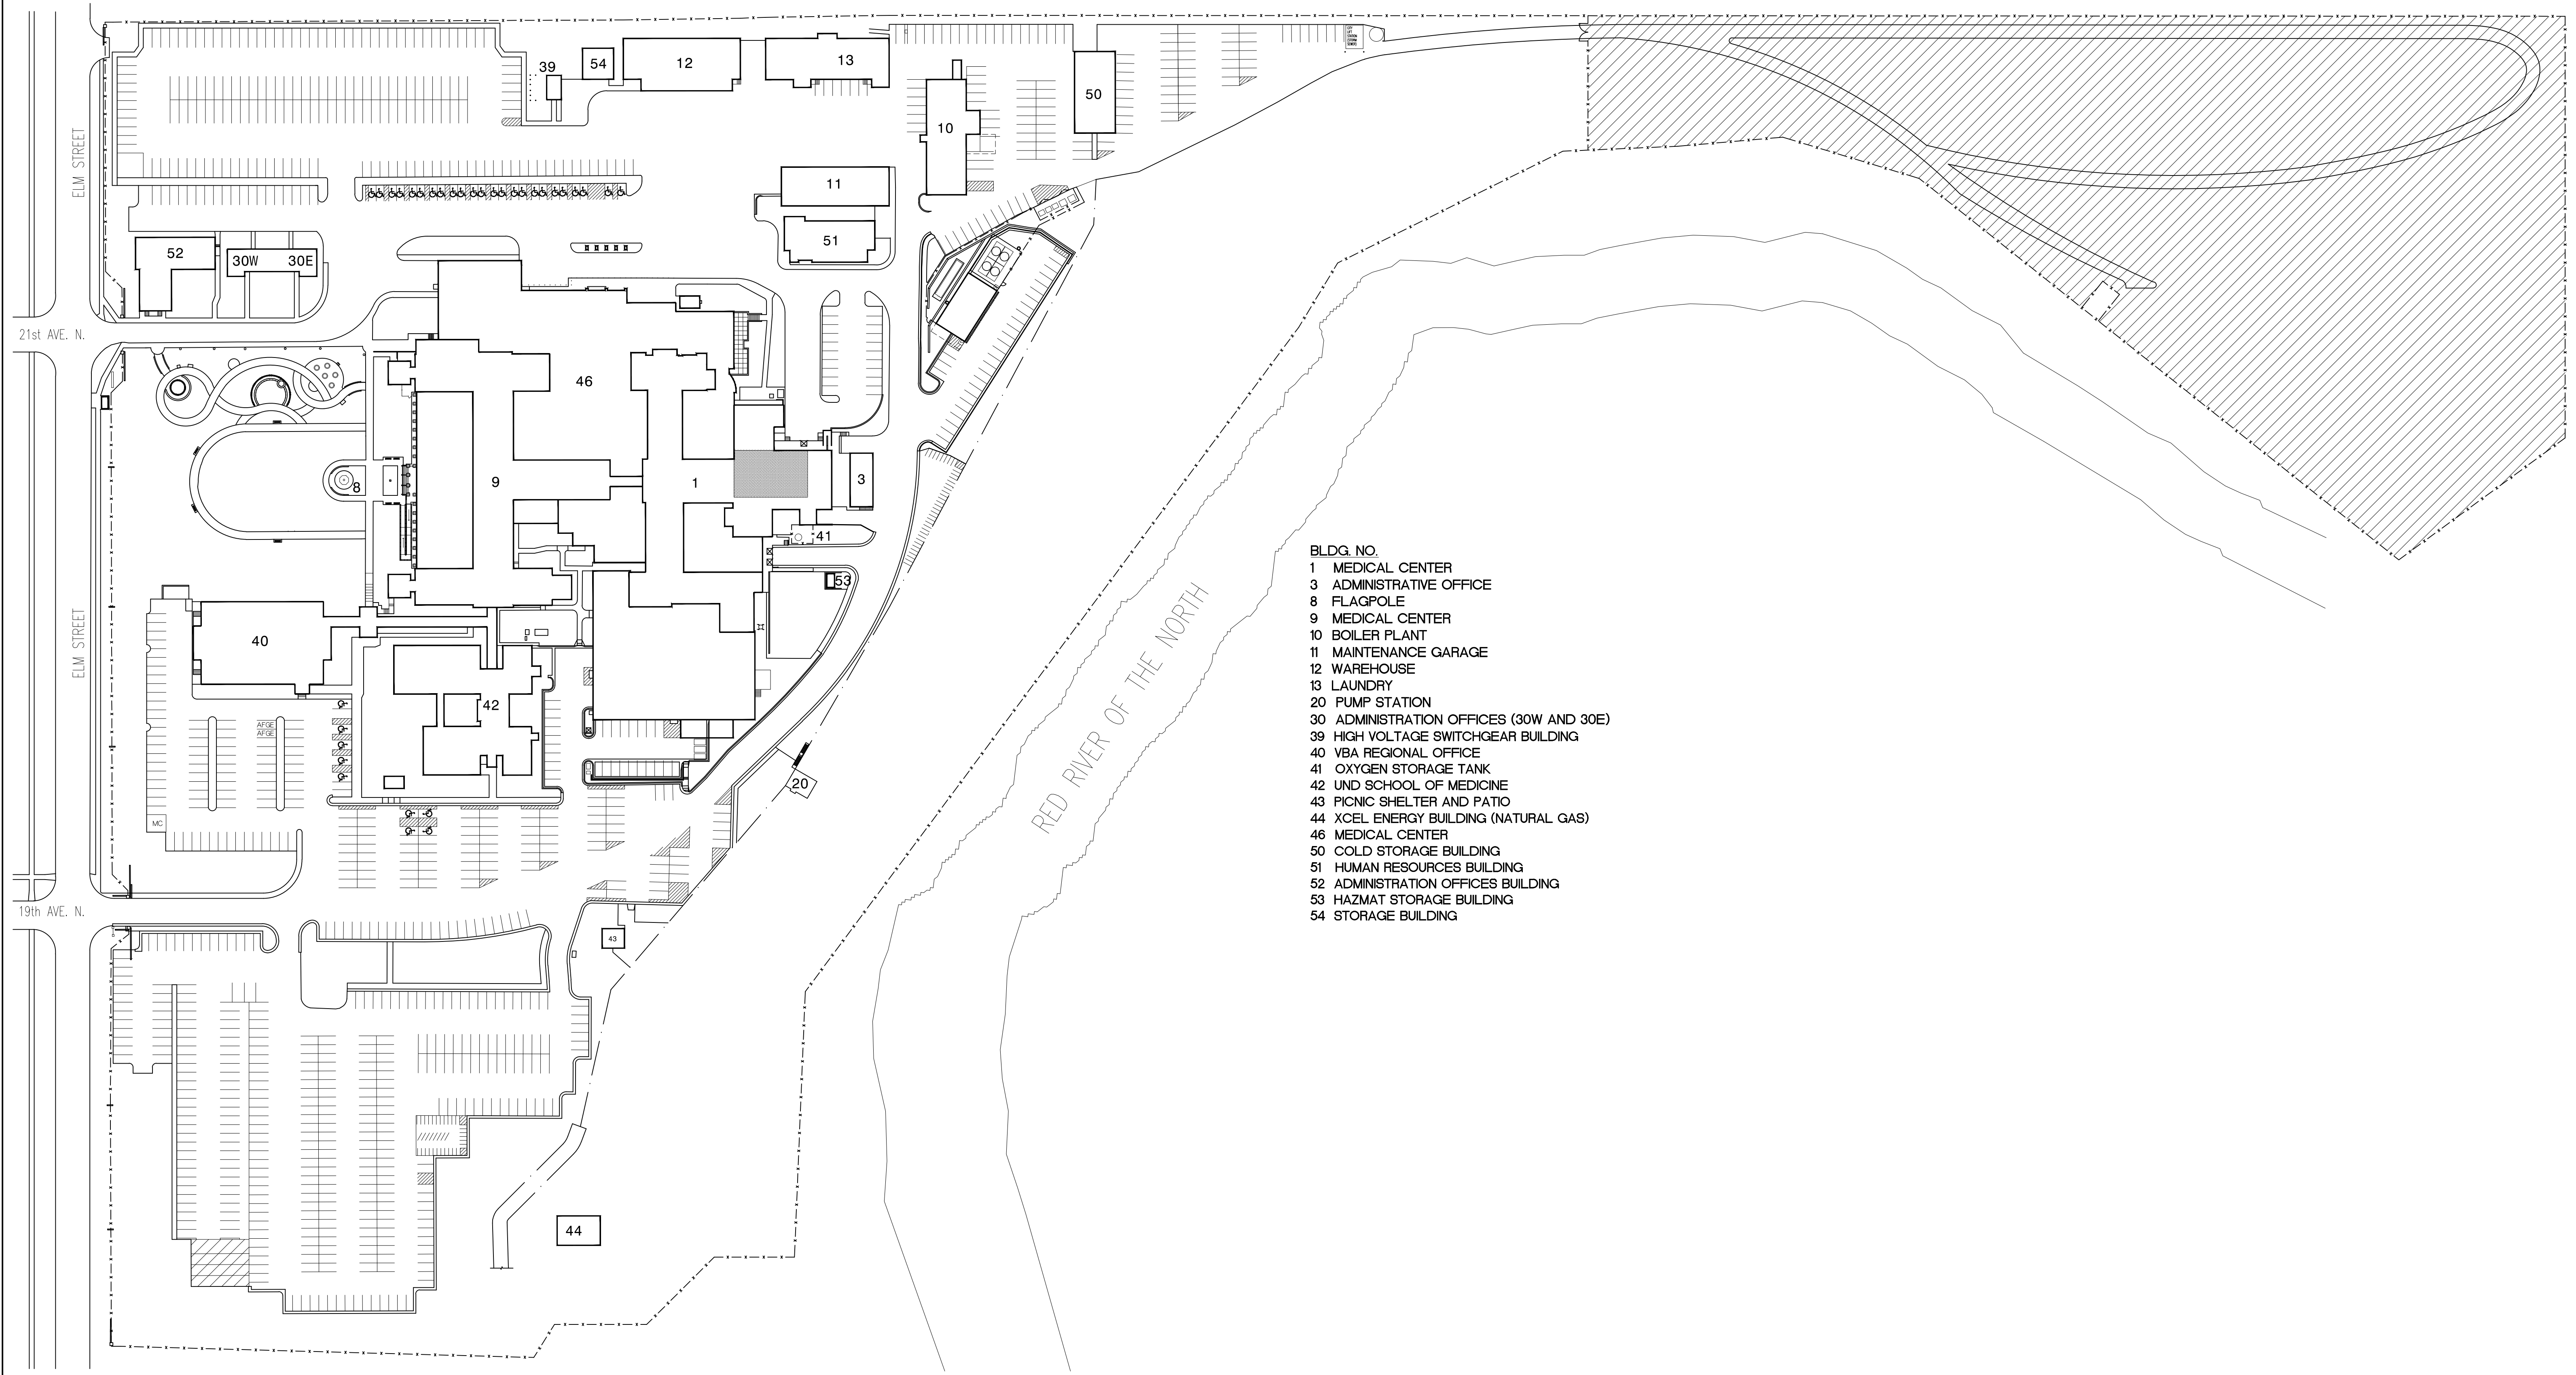 39
54
12
13
50
10
ELM STREET
11
51
52
30W
30E
21st AVE. N.
46
9
1
3
8
41
53
40
42
ELM STREET
AFGE
AFGE
20
MC
19th AVE. N.
43
44
RED RIVER OF THE NORTH
BLDG. NO.
1 MEDICAL CENTER
3 ADMINISTRATIVE OFFICE
8 FLAGPOLE
9 MEDICAL CENTER
10 BOILER PLANT
11 MAINTENANCE GARAGE
12 WAREHOUSE
13 LAUNDRY
20 PUMP STATION
30 ADMINISTRATION OFFICES (30W AND 30E)
39 HIGH VOLTAGE SWITCHGEAR BUILDING
40 VBA REGIONAL OFFICE
41 OXYGEN STORAGE TANK
42 UND SCHOOL OF MEDICINE
43 PICNIC SHELTER AND PATIO
44 XCEL ENERGY BUILDING (NATURAL GAS)
46 MEDICAL CENTER
50 COLD STORAGE BUILDING
51 HUMAN RESOURCES BUILDING
52 ADMINISTRATION OFFICES BUILDING
53 HAZMAT STORAGE BUILDING
54 STORAGE BUILDING